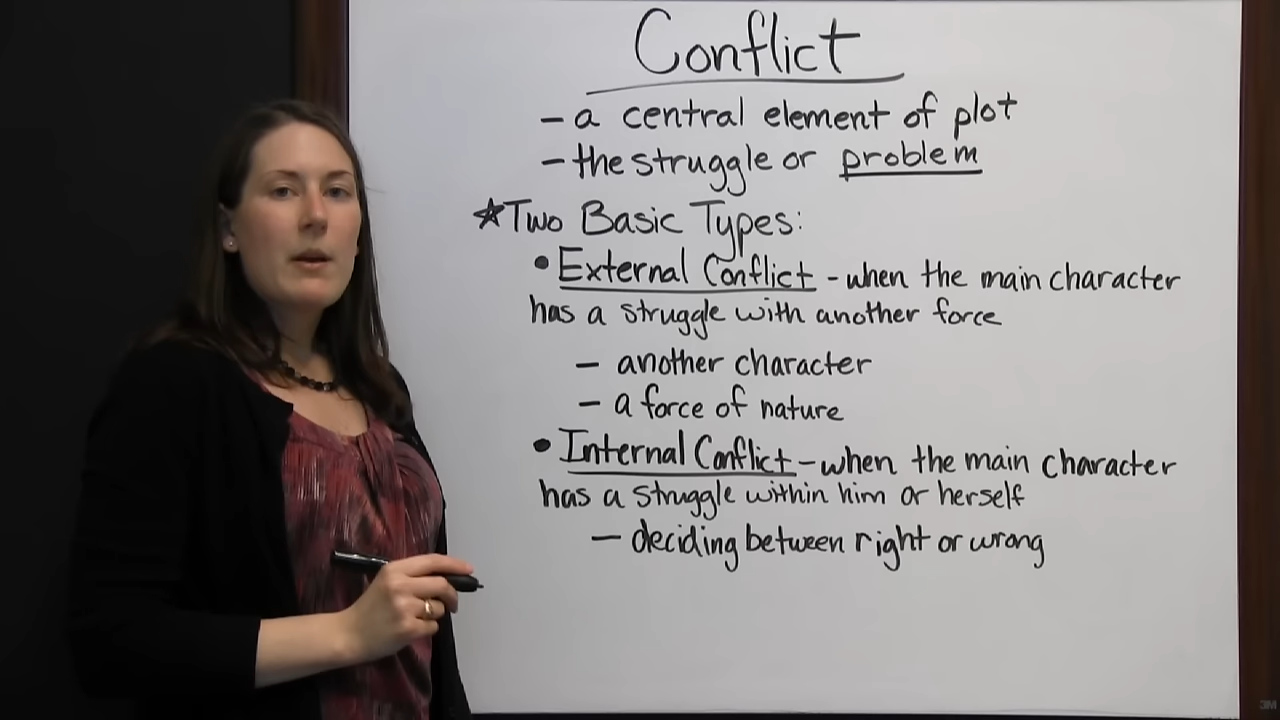 Conflict
- a central element of plot
- the struggle or problem
★Two Basic Types:
• External Conflict - when the main character
has a struggle with another force
- another character
- a force of nature
• Internal Conflict - when the main character
has a struggle within him or herself
- deciding between right or wrong
3M